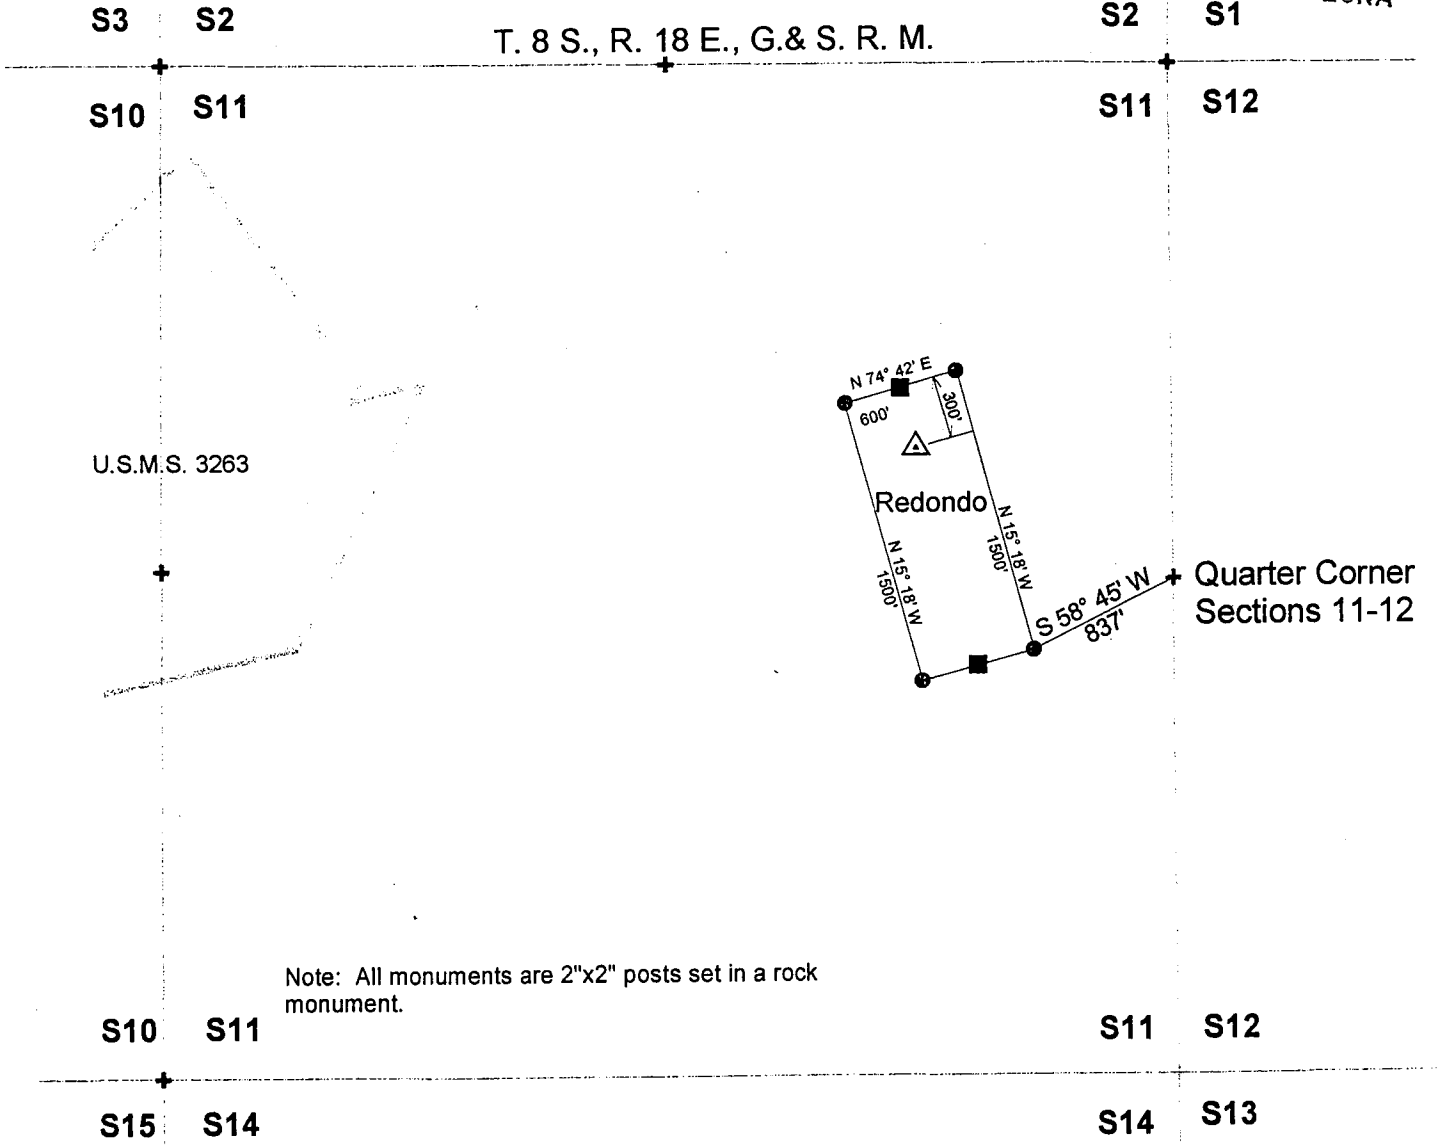 S3 S2 S2 S1
T. 8 S., R. 18 E., G.& S. R. M.
S10 S11 S11 S12
N 74° 42' E
600'
300'
U.S.M.S. 3263
Redondo
N 15° 18' W
1500'
N 15° 18' W
1500'
S 58° 45' W
837'
Quarter Corner
Sections 11-12
Note: All monuments are 2"x2" posts set in a rock
monument.
S10 S11 S11 S12
S15 S14 S14 S13